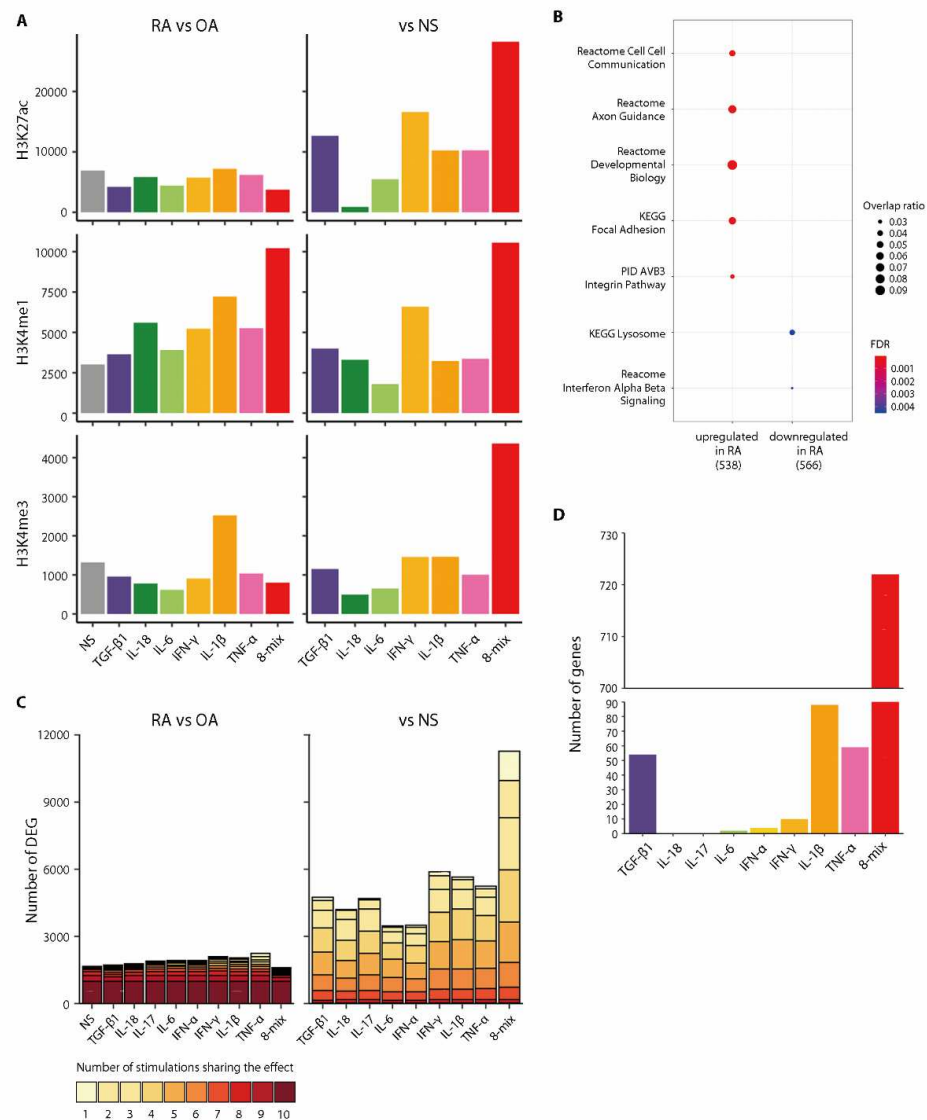 A
RA vs OA
vs NS
H3K27ac
20000
10000
0
H3K4me1
10000
7500
5000
2500
0
H3K4me3
4000
3000
2000
1000
0
NS
TGF-β1
IL-18
IL-6
IFN-γ
IL-1β
TNF-α
8-mix
TGF-β1
IL-18
IL-6
IFN-γ
IL-1β
TNF-α
8-mix
B
Reactome Cell Cell
Communication
Reactome
Axon Guidance
Reactome
Developmental
Biology
KEGG
Focal Adhesion
PID AVB3
Integrin Pathway
KEGG Lysosome
Reacome
Interferon Alpha Beta
Signaling
upregulated
in RA
(538)
downregulated
in RA
(566)
Overlap ratio
0.03
0.04
0.05
0.06
0.07
0.08
0.09
FDR
0.001
0.002
0.003
0.004
C
RA vs OA
vs NS
Number of DEG
12000
9000
6000
3000
0
NS
TGF-β1
IL-18
IL-17
IL-6
IFN-α
IFN-γ
IL-1β
TNF-α
8-mix
TGF-β1
IL-18
IL-17
IL-6
IFN-α
IFN-γ
IL-1β
TNF-α
8-mix
Number of stimulations sharing the effect
1 2 3 4 5 6 7 8 9 10
D
Number of genes
730
720
710
700
90
80
70
60
50
40
30
20
10
0
TGF-β1
IL-18
IL-17
IL-6
IFN-α
IFN-γ
IL-1β
TNF-α
8-mix